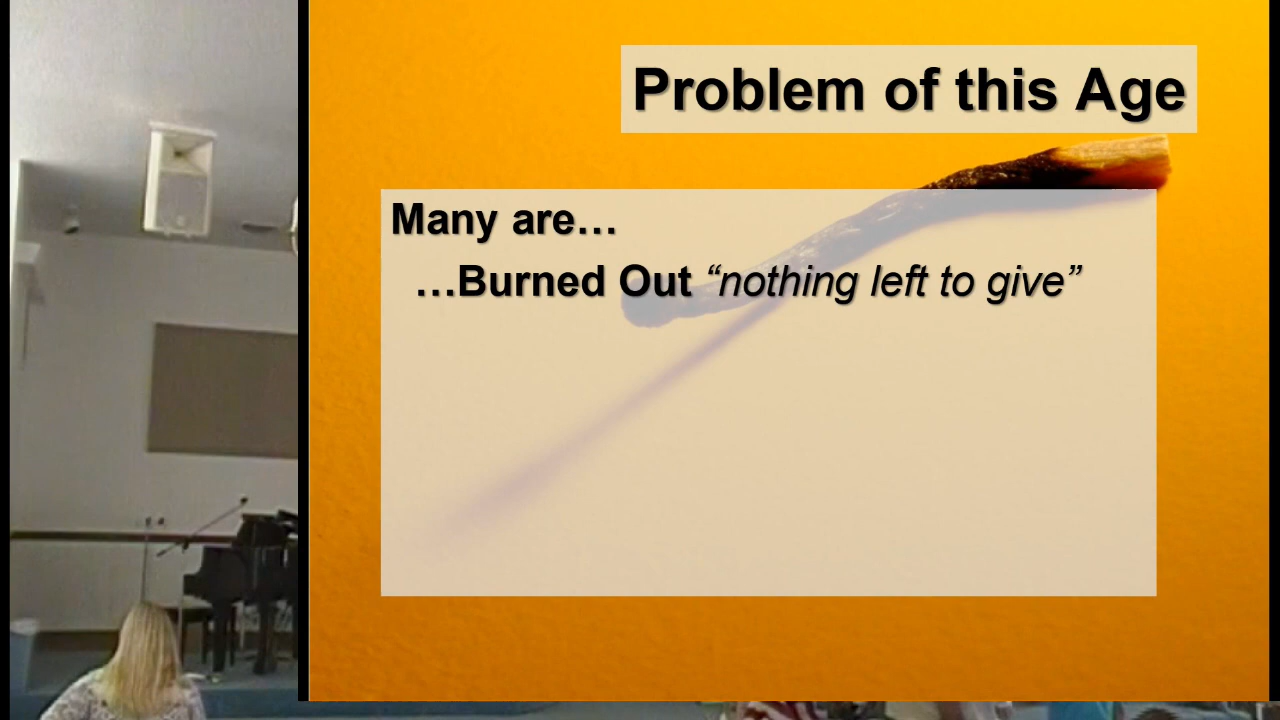 Problem of this Age
Many are…
…Burned Out “nothing left to give”